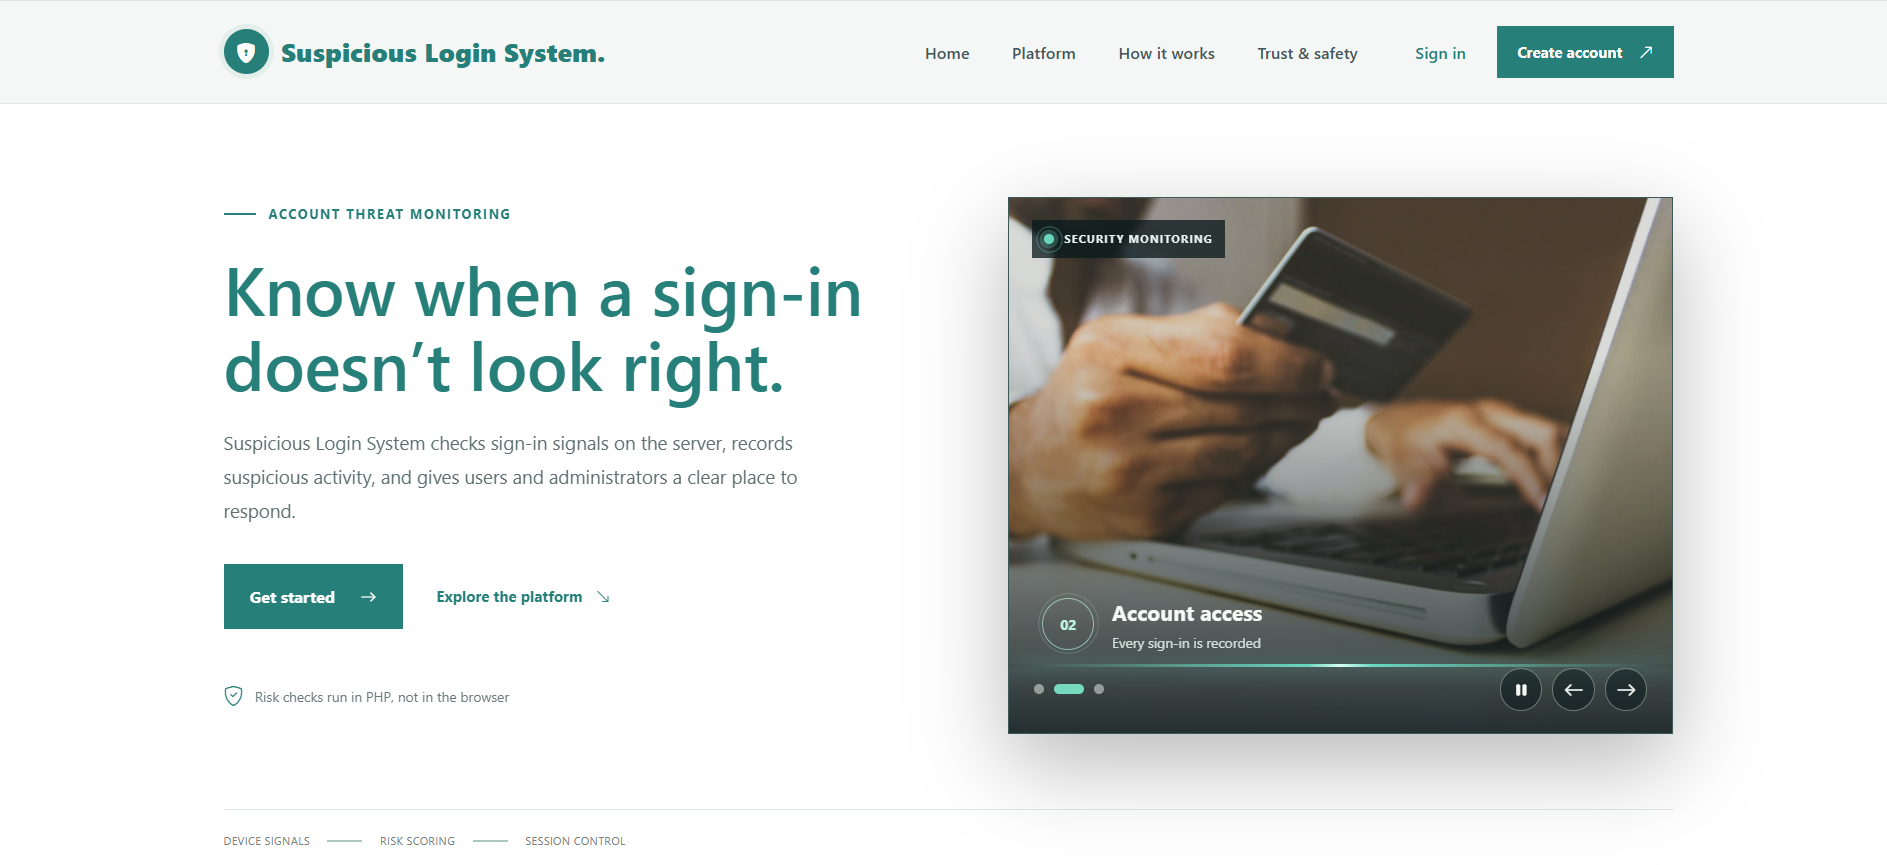 Suspicious Login System.
Home
Platform
How it works
Trust & safety
Sign in
Create account
ACCOUNT THREAT MONITORING
Know when a sign-in
doesn’t look right.
Suspicious Login System checks sign-in signals on the server, records
suspicious activity, and gives users and administrators a clear place to
respond.
Get started
Explore the platform
Risk checks run in PHP, not in the browser
SECURITY MONITORING
02
Account access
Every sign-in is recorded
DEVICE SIGNALS
RISK SCORING
SESSION CONTROL